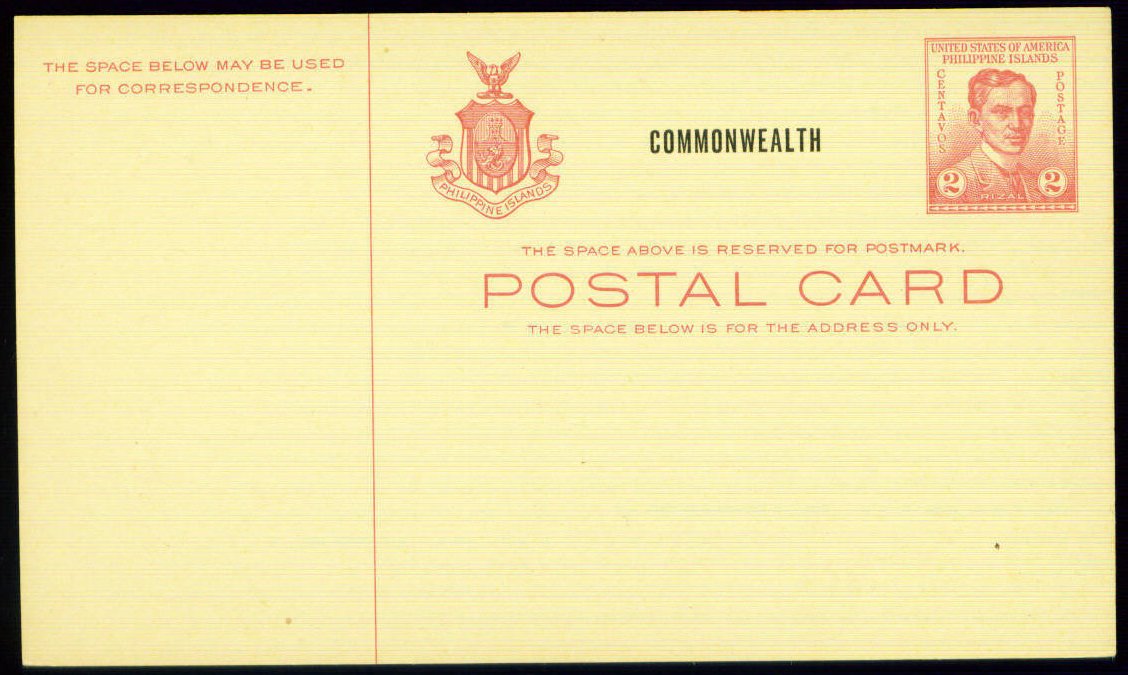 THE SPACE BELOW MAY BE USED
FOR CORRESPONDENCE.
PHILIPPINE ISLANDS
COMMONWEALTH
UNITED STATES OF AMERICA
PHILIPPINE ISLANDS
CENTAVOS
POSTAGE
2 2
RIZAL
THE SPACE ABOVE IS RESERVED FOR POSTMARK.
POSTAL CARD
THE SPACE BELOW IS FOR THE ADDRESS ONLY.